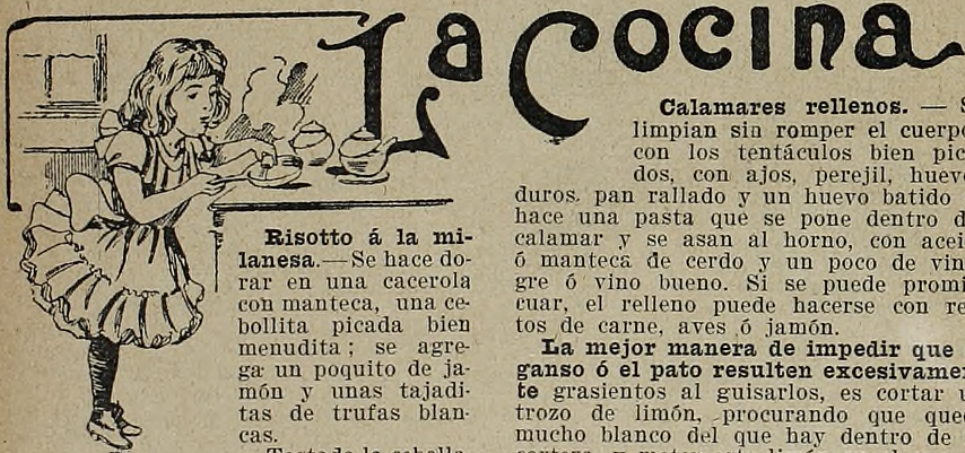 La Cocina
Risotto á la mi-
lanesa.—Se hace do-
rar en una cacerola
con manteca, una ce-
bollita picada bien
menudita; se agre-
ga un poquito de ja-
món y unas tajadi-
tas de trufas blan-
cas.
Calamares rellenos. —
limpian sin romper el cuerpo
con los tentáculos bien pic
dos, con ajos, perejil, huev
duros. pan rallado y un huevo batido
hace una pasta que se pone dentro d
calamar y se asan al horno, con acei
ó manteca de cerdo y un poco de vin
gre ó vino bueno. Si se puede promi
cuar, el relleno puede hacerse con re
tos de carne, aves ó jamón.
La mejor manera de impedir que
ganso ó el pato resulten excesivamen
te grasientos al guisarlos, es cortar u
trozo de limón, procurando que qued
mucho blanco del que hay dentro de